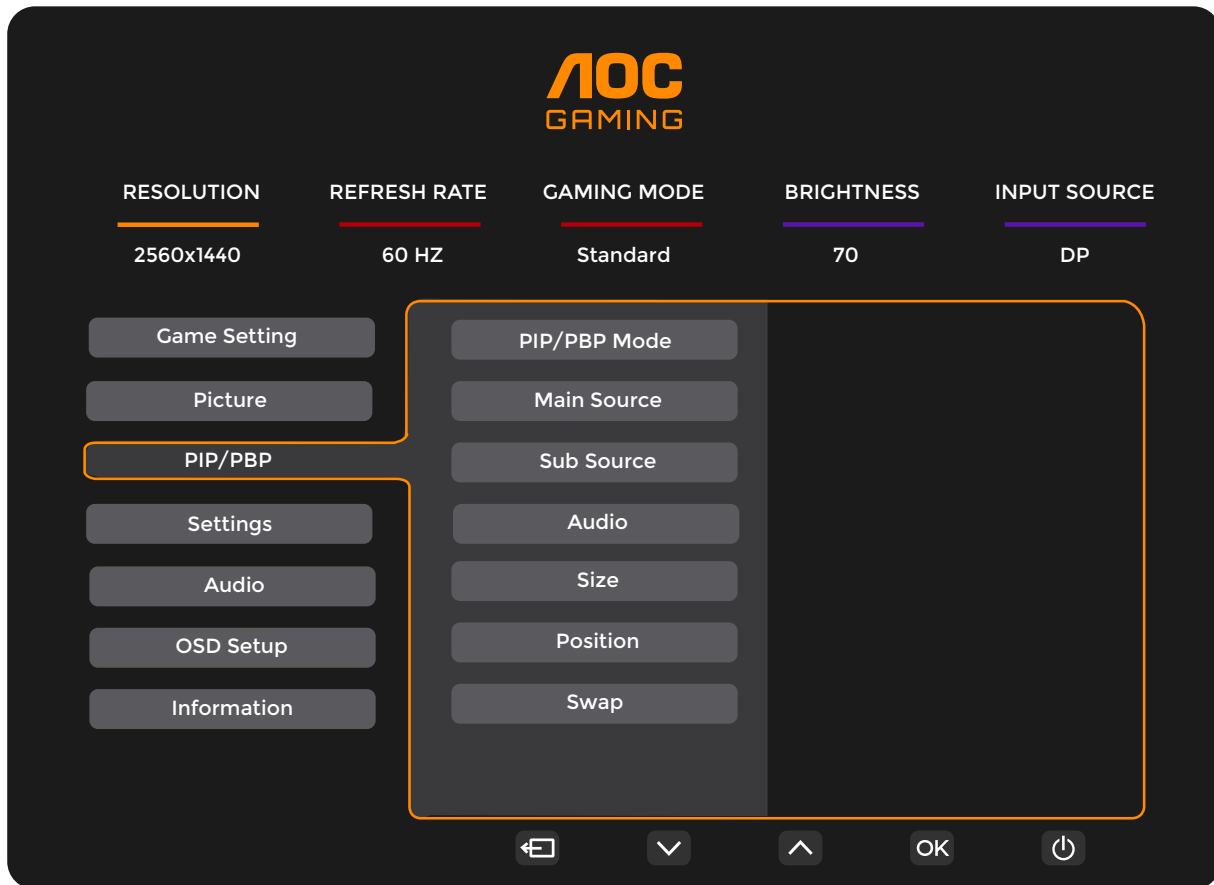 AOC
GAMING
RESOLUTION REFRESH RATE GAMING MODE BRIGHTNESS INPUT SOURCE
2560x1440 60 HZ Standard 70 DP
Game Setting
Picture
PIP/PBP
Settings
Audio
OSD Setup
Information
PIP/PBP Mode
Main Source
Sub Source
Audio
Size
Position
Swap
OK